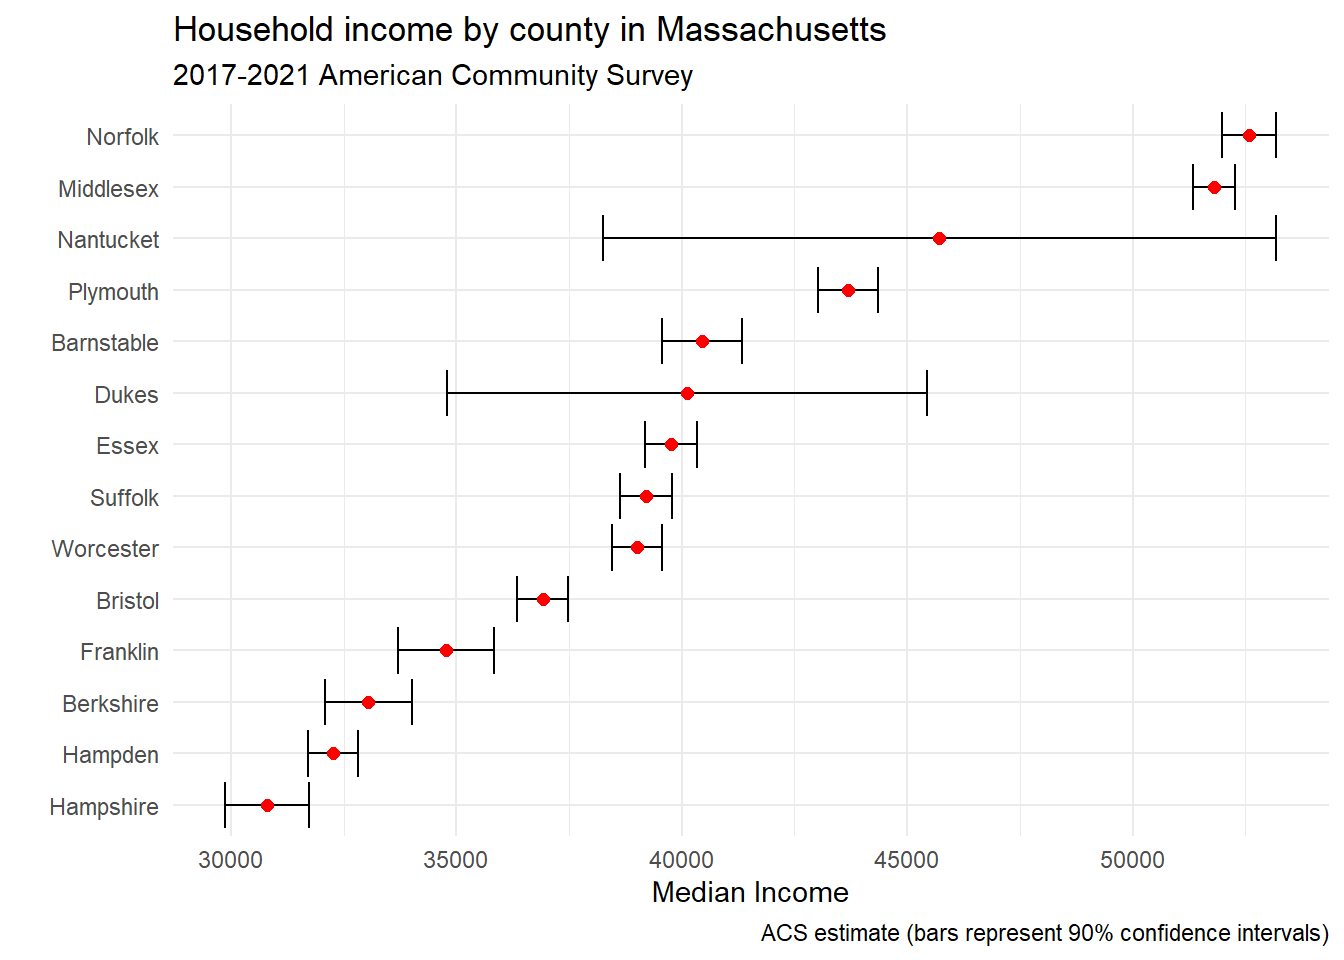 Household income by county in Massachusetts
2017-2021 American Community Survey
Norfolk
Middlesex
Nantucket
Plymouth
Barnstable
Dukes
Essex
Suffolk
Worcester
Bristol
Franklin
Berkshire
Hampden
Hampshire
30000 35000 40000 45000 50000
Median Income
ACS estimate (bars represent 90% confidence intervals)